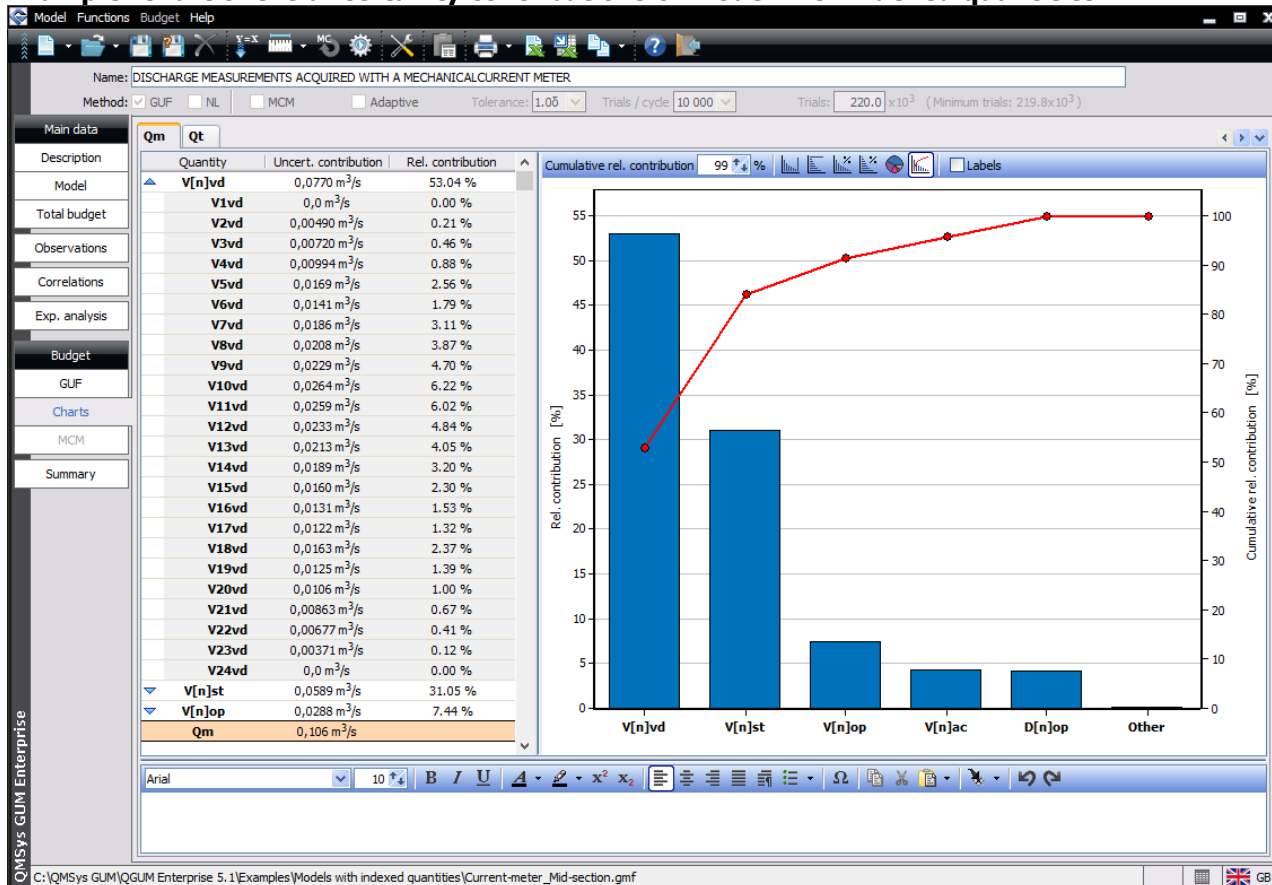 Model Functions Budget Help
Name: DISCHARGE MEASUREMENTS ACQUIRED WITH A MECHANICALCURRENT METER
Method: GUF NL MCM Adaptive Tolerance: 1.0δ Trials / cycle 10 000 Trials: 220.0 x10³ (Minimum trials: 219.8x10³)
Main data
Description
Model
Total budget
Observations
Correlations
Exp. analysis
Budget
GUF
Charts
MCM
Summary
Qm Qt
Quantity Uncert. contribution Rel. contribution
V[n]vd 0,0770 m³/s 53.04 %
V1vd 0,0 m³/s 0.00 %
V2vd 0,00490 m³/s 0.21 %
V3vd 0,00720 m³/s 0.46 %
V4vd 0,00994 m³/s 0.88 %
V5vd 0,0169 m³/s 2.56 %
V6vd 0,0141 m³/s 1.79 %
V7vd 0,0186 m³/s 3.11 %
V8vd 0,0208 m³/s 3.87 %
V9vd 0,0229 m³/s 4.70 %
V10vd 0,0264 m³/s 6.22 %
V11vd 0,0259 m³/s 6.02 %
V12vd 0,0233 m³/s 4.84 %
V13vd 0,0213 m³/s 4.05 %
V14vd 0,0189 m³/s 3.20 %
V15vd 0,0160 m³/s 2.30 %
V16vd 0,0131 m³/s 1.53 %
V17vd 0,0122 m³/s 1.32 %
V18vd 0,0163 m³/s 2.37 %
V19vd 0,0125 m³/s 1.39 %
V20vd 0,0106 m³/s 1.00 %
V21vd 0,00863 m³/s 0.67 %
V22vd 0,00677 m³/s 0.41 %
V23vd 0,00371 m³/s 0.12 %
V24vd 0,0 m³/s 0.00 %
V[n]st 0,0589 m³/s 31.05 %
V[n]op 0,0288 m³/s 7.44 %
Qm 0,106 m³/s
Cumulative rel. contribution 99 % Labels
Rel. contribution [%]
55
50
45
40
35
30
25
20
15
10
5
0
100
90
80
70
60
50
40
30
20
10
0
Cumulative rel. contribution [%]
V[n]vd V[n]st V[n]op V[n]ac D[n]op Other
Arial 10 B I U A x² x₂ Ω
QMSys GUM Enterprise
C:\QMSys GUM\QGUM Enterprise 5.1\Examples\Models with indexed quantities\Current-meter_Mid-section.gmf GB